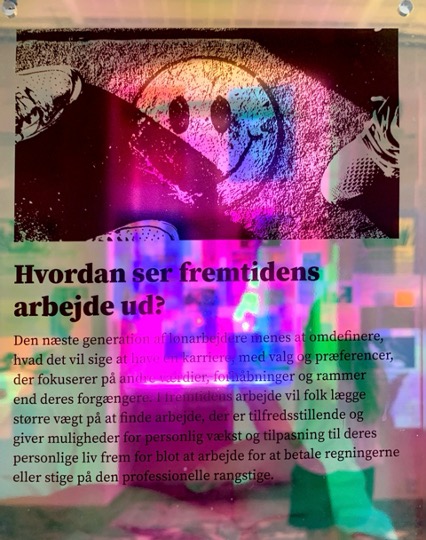 Hvordan ser fremtidens
arbejde ud?
Den næste generation af lønarbejdere menes at omdefinere,
hvad det vil sige at have en karriere, med valg og præferencer,
der fokuserer på andre værdier, forhåbninger og rammer
end deres forgængere. I fremtidens arbejde vil folk lægge
større vægt på at finde arbejde, der er tilfredsstillende og
giver muligheder for personlig vækst og tilpasning til deres
personlige liv frem for blot at arbejde for at betale regningerne
eller stige på den professionelle rangstige.